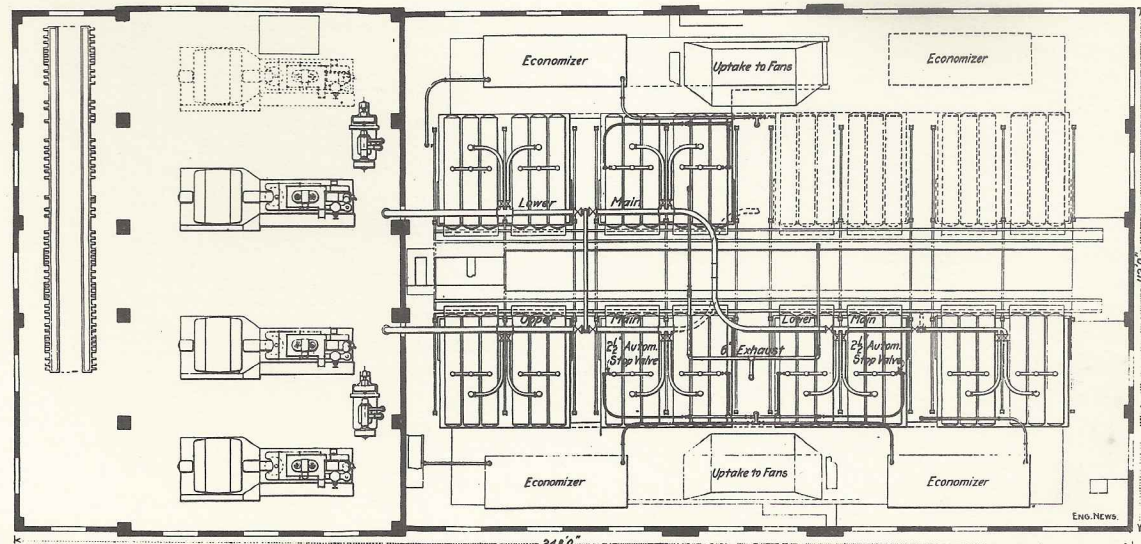 Economizer
Uptake to Fans
Economizer
Lower
Main
Upper
Main
Lower
Main
2½" Autom.
Stop Valve
6" Exhaust
2½" Autom.
Stop Valve
Economizer
Uptake to Fans
Economizer
ENG. NEWS.